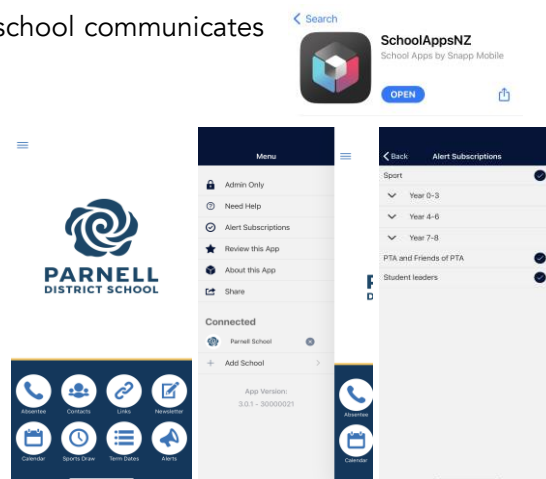 school communicates
Search
SchoolAppsNZ
School Apps by Snapp Mobile
OPEN
PARNELL
DISTRICT SCHOOL
Absentee
Contacts
Links
Newsletter
Calendar
Sports Draw
Term Dates
Alerts
Menu
Admin Only
Need Help
Alert Subscriptions
Review this App
About this App
Share
Connected
Parnell School
Add School
App Version:
3.0.1 - 30000021
P
D
Absentee
Calendar
Back
Alert Subscriptions
Sport
Year 0-3
Year 4-6
Year 7-8
PTA and Friends of PTA
Student leaders